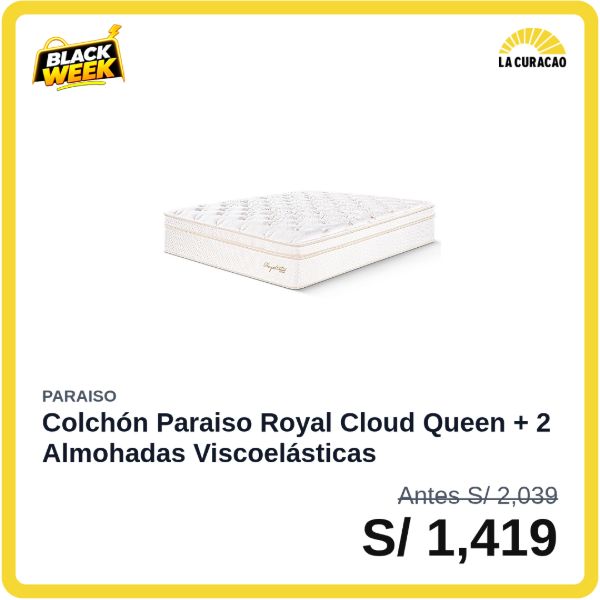 BLACK
WEEK
LA CURACAO
PARAISO
Colchón Paraiso Royal Cloud Queen + 2
Almohadas Viscoelásticas
Antes S/ 2,039
S/ 1,419